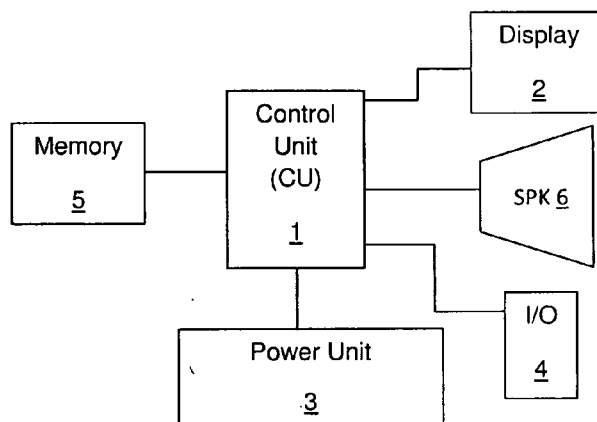 Display
2
Control
Unit
(CU)
1
Memory
5
SPK 6
I/O
4
Power Unit
3